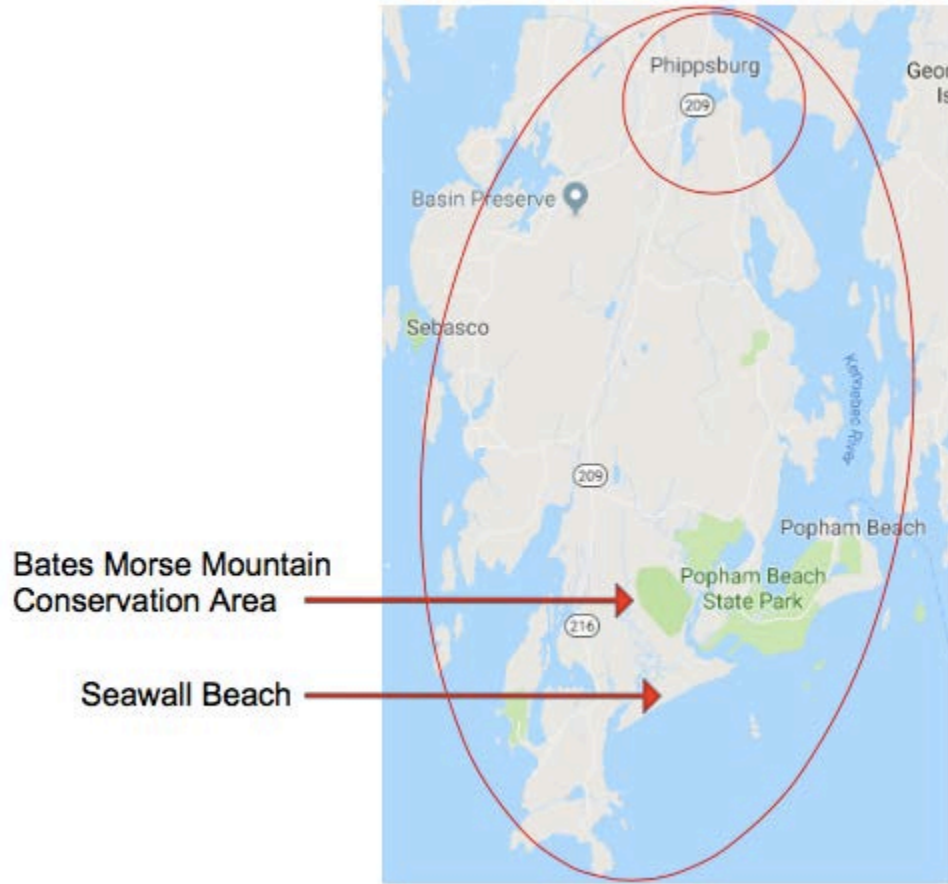 Phippsburg
209
Geor
Is
Basin Preserve
Sebasco
Kennebec River
209
Popham Beach
Bates Morse Mountain
Conservation Area
Popham Beach
State Park
216
Seawall Beach